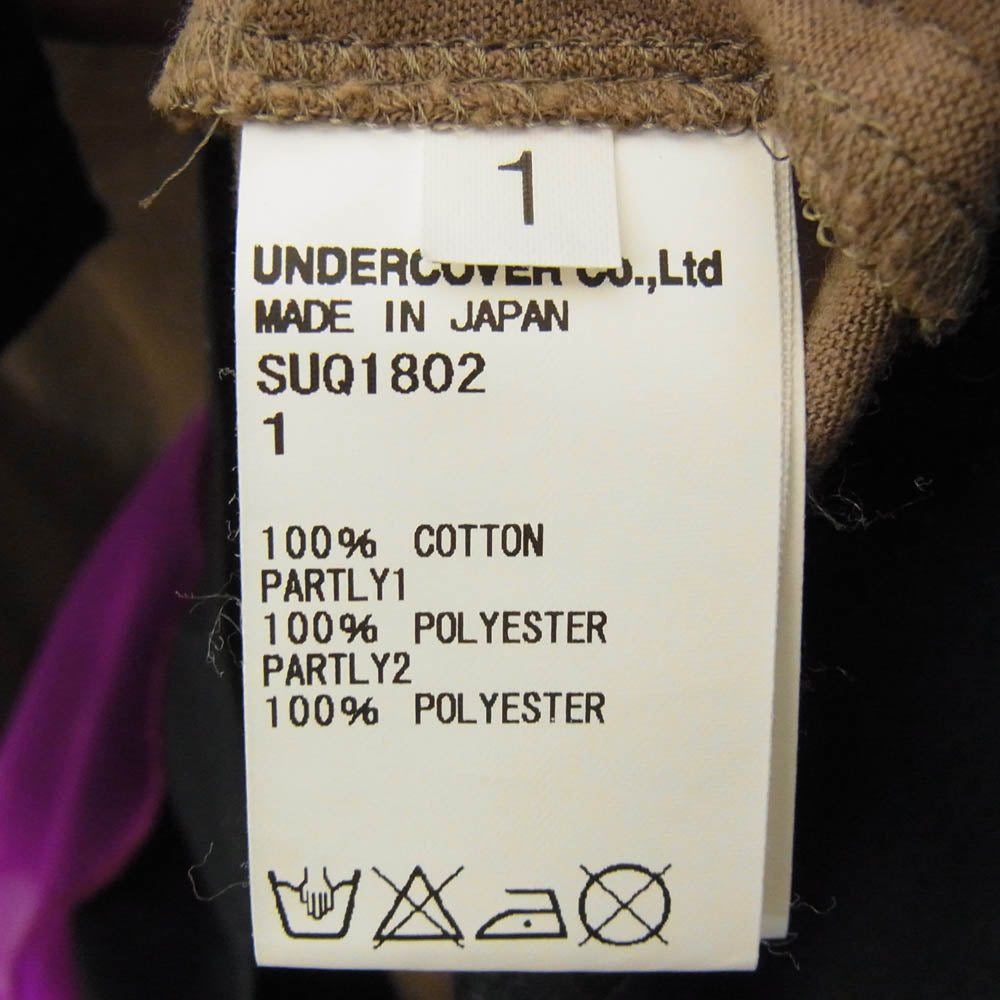 1
UNDERCOVER Co.,Ltd
MADE IN JAPAN
SUQ1802
1
100% COTTON
PARTLY1
100% POLYESTER
PARTLY2
100% POLYESTER